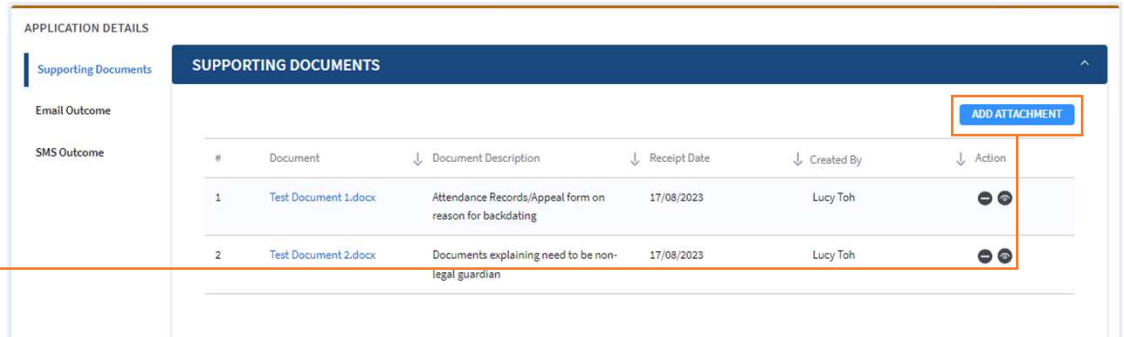 APPLICATION DETAILS
Supporting Documents
Email Outcome
SMS Outcome
SUPPORTING DOCUMENTS
ADD ATTACHMENT
# Document Document Description Receipt Date Created By Action
1 Test Document 1.docx Attendance Records/Appeal form on 17/08/2023 Lucy Toh
reason for backdating
2 Test Document 2.docx Documents explaining need to be non- 17/08/2023 Lucy Toh
legal guardian